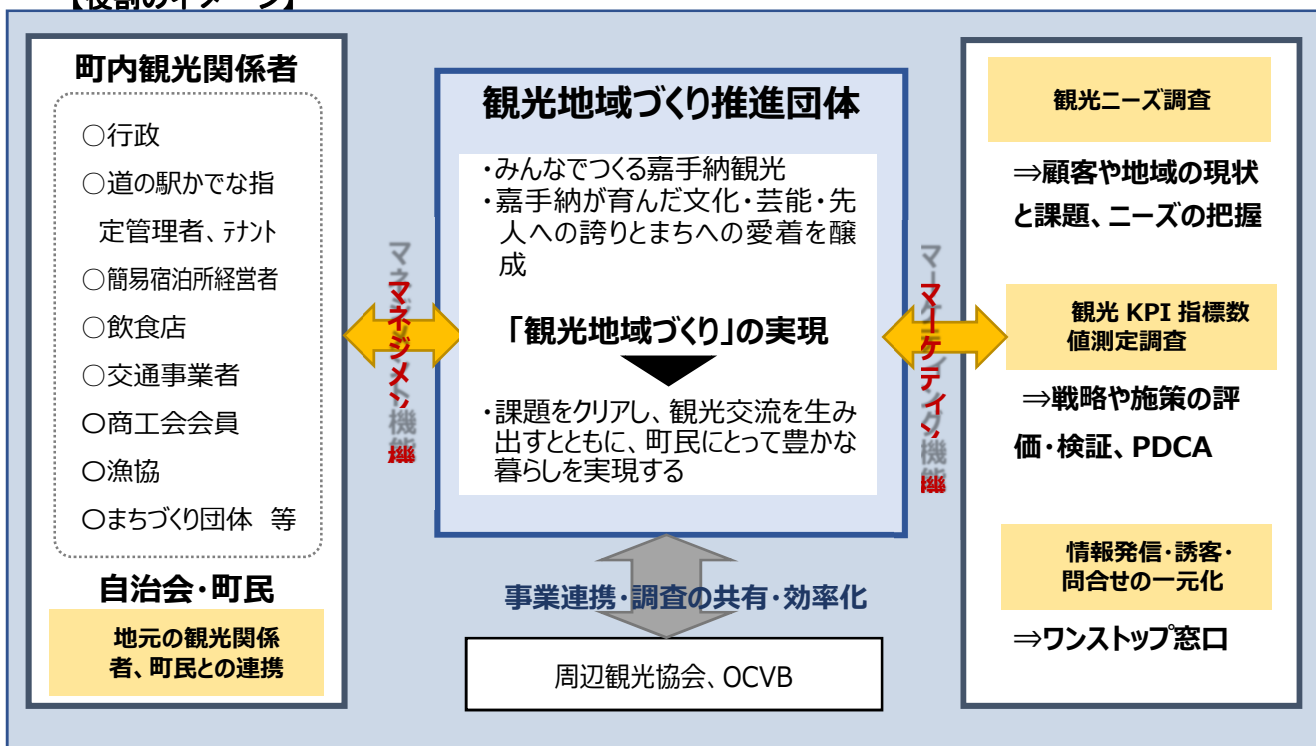 【役割のイメージ】
町内観光関係者
○行政
○道の駅かでな指
定管理者、ﾃﾅﾝﾄ
○簡易宿泊所経営者
○飲食店
○交通事業者
○商工会会員
○漁協
○まちづくり団体　等
自治会・町民
地元の観光関係
者、町民との連携
マネジメント機能
観光地域づくり推進団体
・みんなでつくる嘉手納観光
・嘉手納が育んだ文化・芸能・先
人への誇りとまちへの愛着を醸
成
「観光地域づくり」の実現
・課題をクリアし、観光交流を生み
出すとともに、町民にとって豊かな
暮らしを実現する
事業連携・調査の共有・効率化
周辺観光協会、OCVB
マーケティング機能
観光ニーズ調査
⇒顧客や地域の現状
と課題、ニーズの把握
観光 KPI 指標数
値測定調査
⇒戦略や施策の評
価・検証、PDCA
情報発信・誘客・
問合せの一元化
⇒ワンストップ窓口